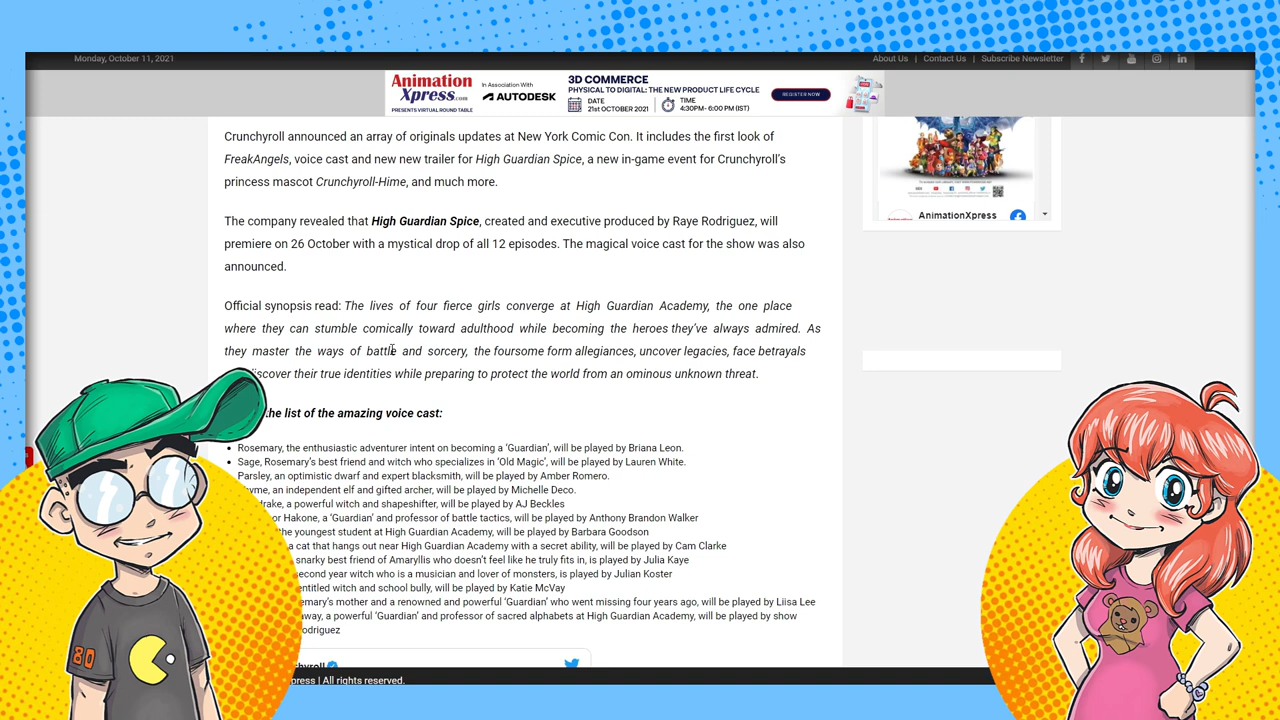 Monday, October 11, 2021
About Us | Contact Us | Subscribe Newsletter
Animation Xpress.com
PRESENTS VIRTUAL ROUND TABLE
In Association With
AUTODESK
3D COMMERCE
PHYSICAL TO DIGITAL: THE NEW PRODUCT LIFE CYCLE
DATE
21st OCTOBER 2021
TIME
4:30PM- 6:00 PM (IST)
REGISTER NOW
Crunchyroll announced an array of originals updates at New York Comic Con. It includes the first look of
FreakAngels, voice cast and new new trailer for High Guardian Spice, a new in-game event for Crunchyroll's
princess mascot Crunchyroll-Hime, and much more.
The company revealed that High Guardian Spice, created and executive produced by Raye Rodriguez, will
premiere on 26 October with a mystical drop of all 12 episodes. The magical voice cast for the show was also
announced.
Official synopsis read: The lives of four fierce girls converge at High Guardian Academy, the one place
where they can stumble comically toward adulthood while becoming the heroes they've always admired. As
they master the ways of battle and sorcery, the foursome form allegiances, uncover legacies, face betrayals
iscover their true identities while preparing to protect the world from an ominous unknown threat.
the list of the amazing voice cast:
Rosemary, the enthusiastic adventurer intent on becoming a 'Guardian', will be played by Briana Leon.
Sage, Rosemary's best friend and witch who specializes in 'Old Magic', will be played by Lauren White.
Parsley, an optimistic dwarf and expert blacksmith, will be played by Amber Romero.
yme, an independent elf and gifted archer, will be played by Michelle Deco.
drake, a powerful witch and shapeshifter, will be played by AJ Beckles
or Hakone, a 'Guardian' and professor of battle tactics, will be played by Anthony Brandon Walker
the youngest student at High Guardian Academy, will be played by Barbara Goodson
a cat that hangs out near High Guardian Academy with a secret ability, will be played by Cam Clarke
snarky best friend of Amaryllis who doesn't feel like he truly fits in, is played by Julia Kaye
second year witch who is a musician and lover of monsters, is played by Julian Koster
entitled witch and school bully, will be played by Katie McVay
emary's mother and a renowned and powerful 'Guardian' who went missing four years ago, will be played by Liisa Lee
away, a powerful 'Guardian' and professor of sacred alphabets at High Guardian Academy, will be played by show
odriguez
hyroll
press | All rights reserved.
AnimationXpress
80